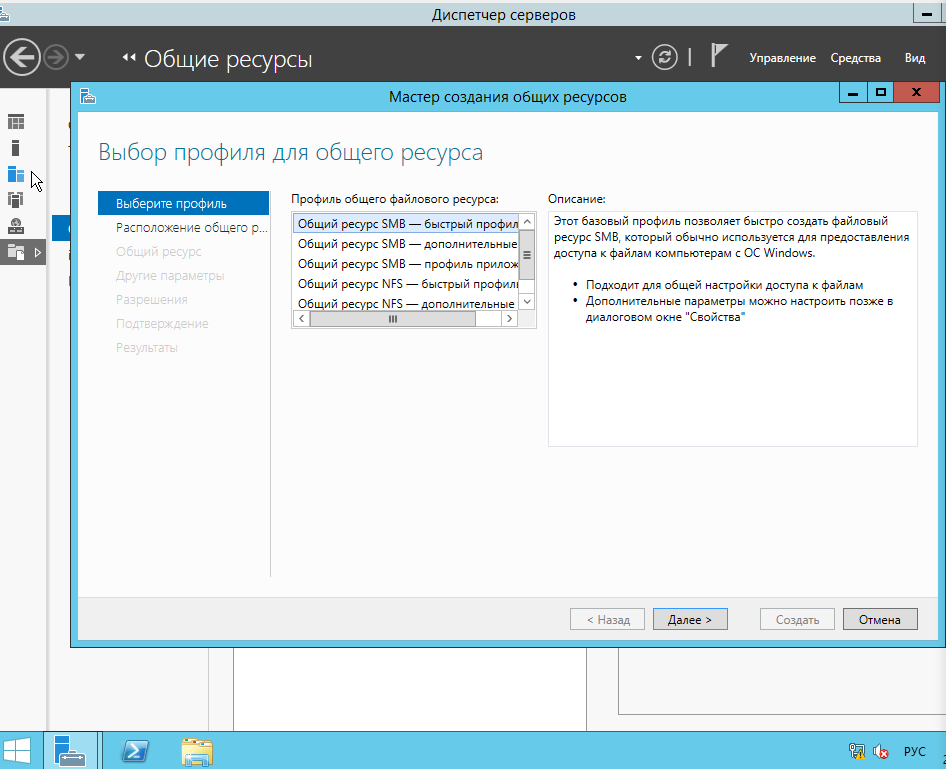 Диспетчер серверов
Общие ресурсы
Управление Средства Вид
Мастер создания общих ресурсов
Выбор профиля для общего ресурса
Выберите профиль
Расположение общего р...
Общий ресурс
Другие параметры
Разрешения
Подтверждение
Результаты
Профиль общего файлового ресурса:
Общий ресурс SMB — быстрый профил
Общий ресурс SMB — дополнительные
Общий ресурс SMB — профиль прилож
Общий ресурс NFS — быстрый профил
Общий ресурс NFS — дополнительные
Описание:
Этот базовый профиль позволяет быстро создать файловый
ресурс SMB, который обычно используется для предоставления
доступа к файлам компьютерам с ОС Windows.
• Подходит для общей настройки доступа к файлам
• Дополнительные параметры можно настроить позже в
диалоговом окне "Свойства"
< Назад Далее > Создать Отмена
РУС